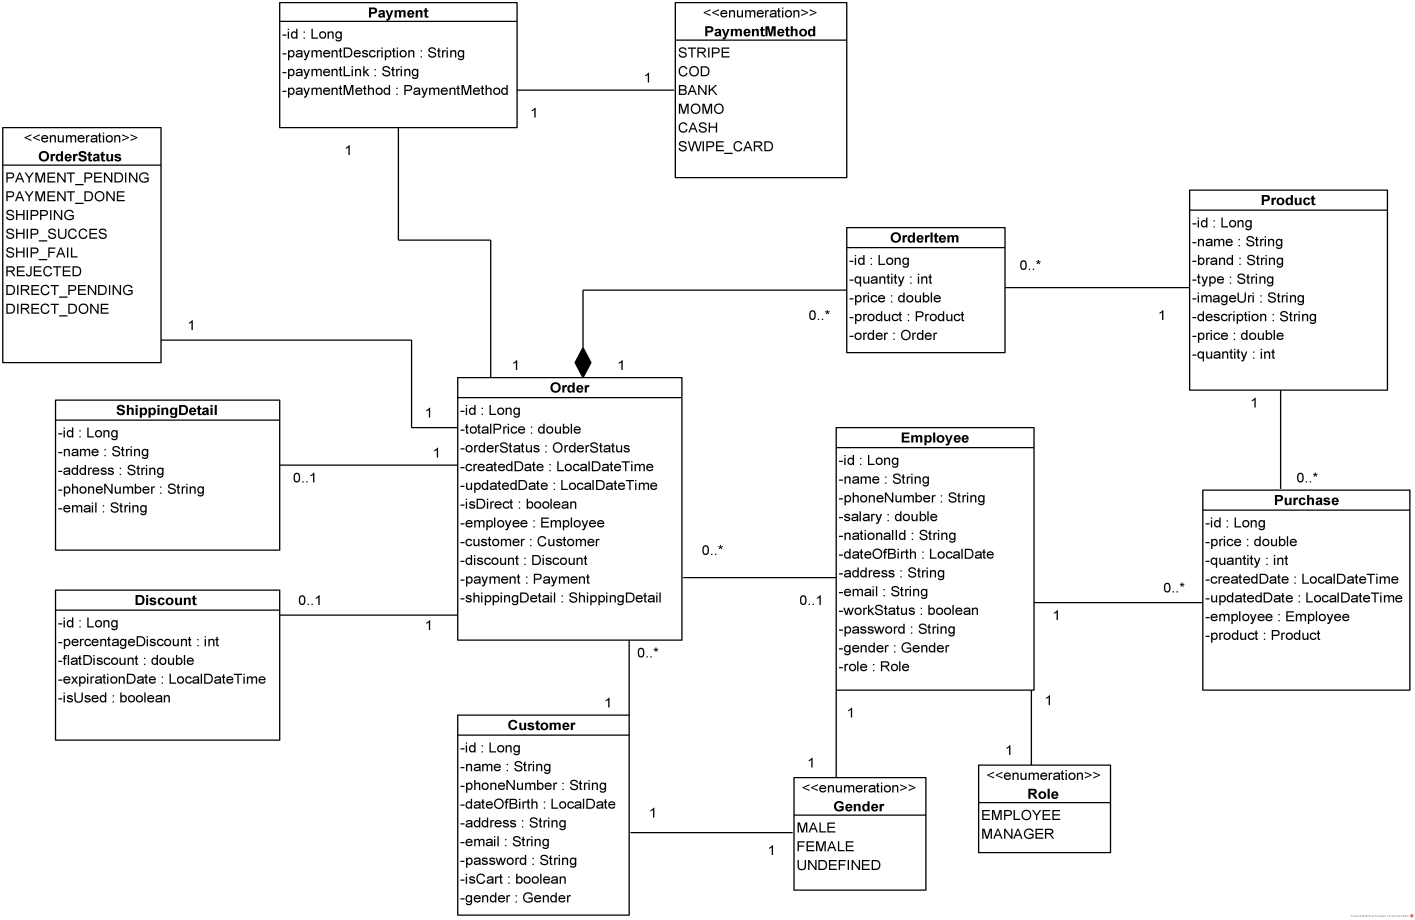 Payment
-id : Long
-paymentDescription : String
-paymentLink : String
-paymentMethod : PaymentMethod
1
1
1
<<enumeration>>
PaymentMethod
STRIPE
COD
BANK
MOMO
CASH
SWIPE_CARD
<<enumeration>>
OrderStatus
PAYMENT_PENDING
PAYMENT_DONE
SHIPPING
SHIP_SUCCES
SHIP_FAIL
REJECTED
DIRECT_PENDING
DIRECT_DONE
1
OrderItem
-id : Long
-quantity : int
-price : double
-product : Product
-order : Order
0..*
0..*
1
Product
-id : Long
-name : String
-brand : String
-type : String
-imageUri : String
-description : String
-price : double
-quantity : int
1
0..*
ShippingDetail
-id : Long
-name : String
-address : String
-phoneNumber : String
-email : String
0..1
1
1
1
1
Order
-id : Long
-totalPrice : double
-orderStatus : OrderStatus
-createdDate : LocalDateTime
-updatedDate : LocalDateTime
-isDirect : boolean
-employee : Employee
-customer : Customer
-discount : Discount
-payment : Payment
-shippingDetail : ShippingDetail
0..*
0..1
Employee
-id : Long
-name : String
-phoneNumber : String
-salary : double
-nationalId : String
-dateOfBirth : LocalDate
-address : String
-email : String
-workStatus : boolean
-password : String
-gender : Gender
-role : Role
1
0..*
Purchase
-id : Long
-price : double
-quantity : int
-createdDate : LocalDateTime
-updatedDate : LocalDateTime
-employee : Employee
-product : Product
Discount
-id : Long
-percentageDiscount : int
-flatDiscount : double
-expirationDate : LocalDateTime
-isUsed : boolean
0..1
1
0..*
1
Customer
-id : Long
-name : String
-phoneNumber : String
-dateOfBirth : LocalDate
-address : String
-email : String
-password : String
-isCart : boolean
-gender : Gender
1
1
1
1
<<enumeration>>
Gender
MALE
FEMALE
UNDEFINED
1
1
<<enumeration>>
Role
EMPLOYEE
MANAGER